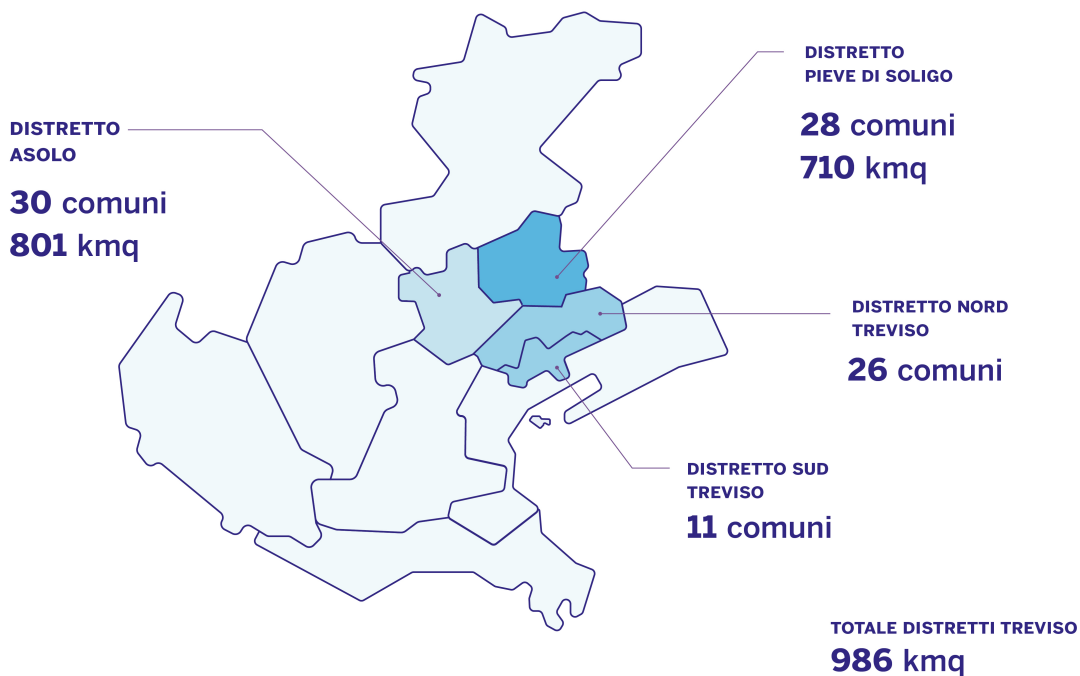 DISTRETTO
ASOLO
30 comuni
801 kmq
DISTRETTO
PIEVE DI SOLIGO
28 comuni
710 kmq
DISTRETTO NORD
TREVISO
26 comuni
DISTRETTO SUD
TREVISO
11 comuni
TOTALE DISTRETTI TREVISO
986 kmq